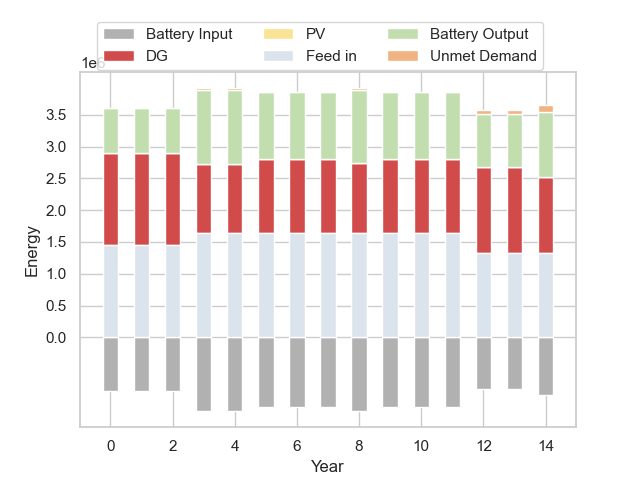 Battery Input PV Battery Output
DG Feed in Unmet Demand
1e6
3.5
3.0
2.5
2.0
1.5
1.0
0.5
0.0
Energy
0 2 4 6 8 10 12 14
Year